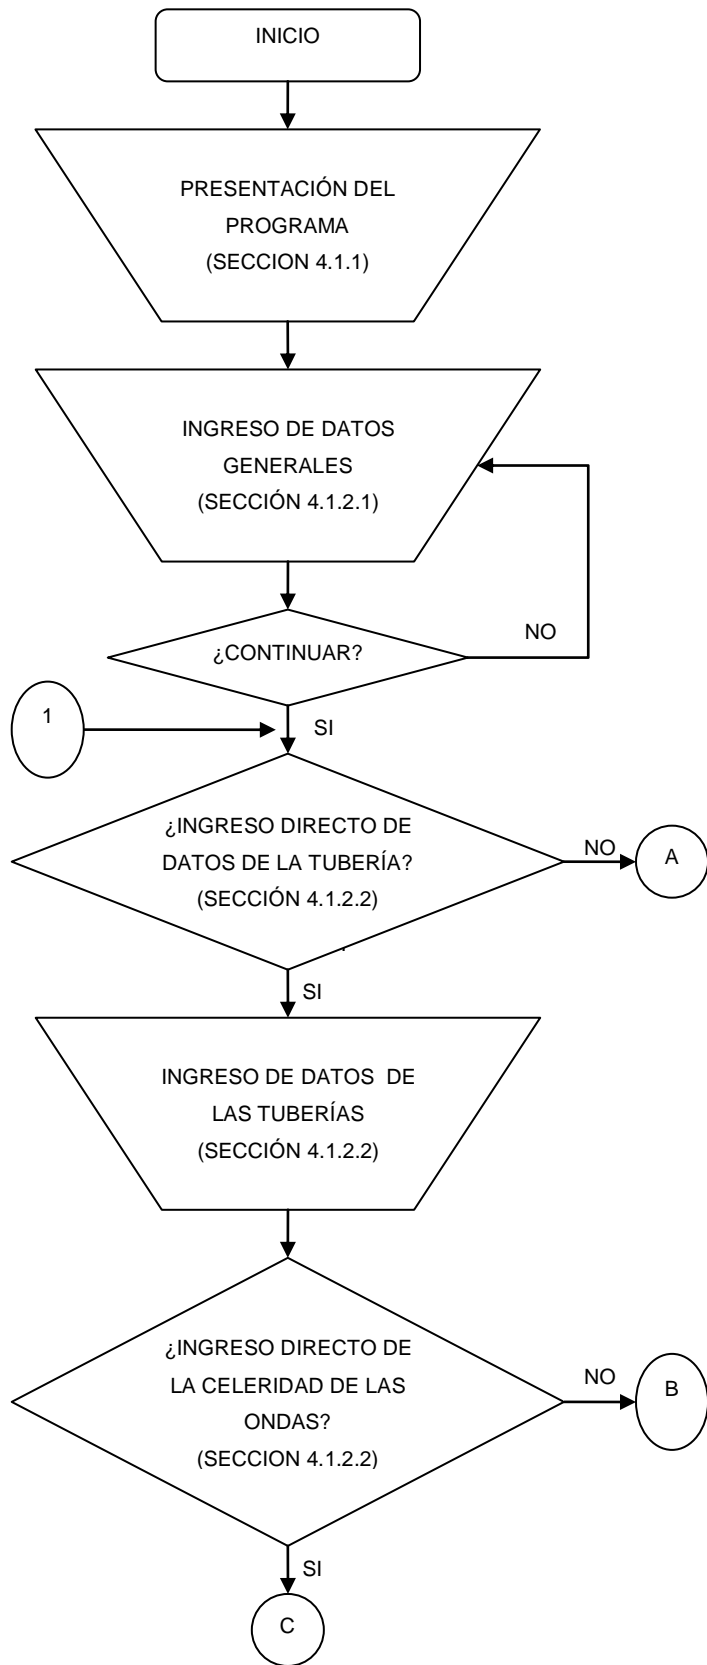 INICIO
PRESENTACIÓN DEL
PROGRAMA
(SECCION 4.1.1)
INGRESO DE DATOS
GENERALES
(SECCIÓN 4.1.2.1)
¿CONTINUAR?
NO
1
SI
¿INGRESO DIRECTO DE
DATOS DE LA TUBERÍA?
(SECCIÓN 4.1.2.2)
NO
A
SI
INGRESO DE DATOS DE
LAS TUBERÍAS
(SECCIÓN 4.1.2.2)
¿INGRESO DIRECTO DE
LA CELERIDAD DE LAS
ONDAS?
(SECCION 4.1.2.2)
NO
B
SI
C